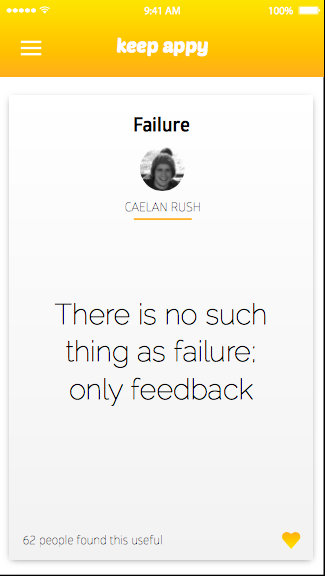 9:41 AM 100%
keep appy
Failure
CAELAN RUSH
There is no such
thing as failure;
only feedback
62 people found this useful